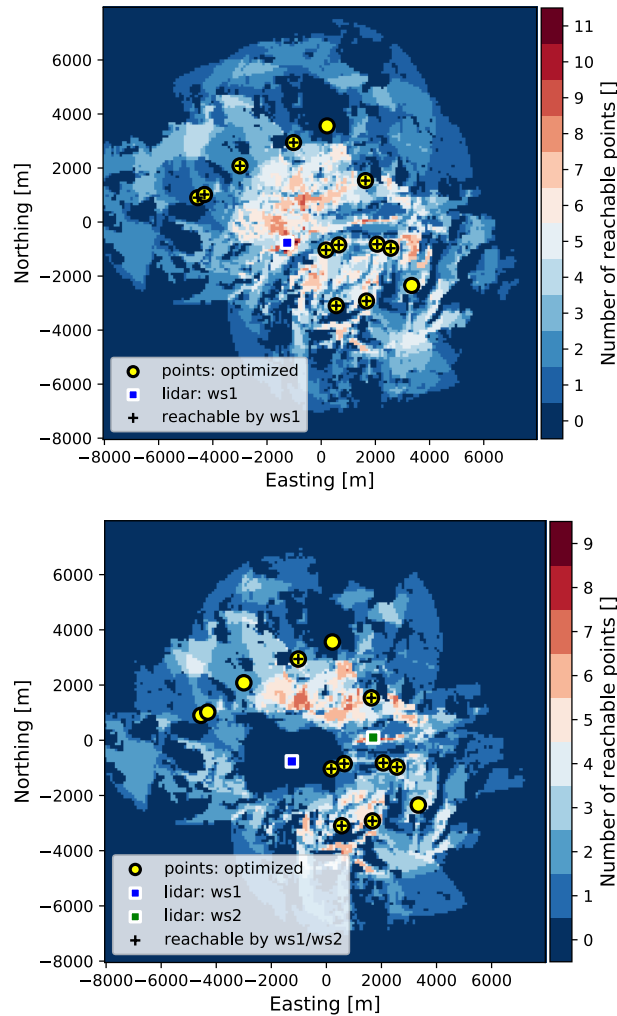 8000
6000
4000
2000
0
−2000
−4000
−6000
−8000
Northing [m]
−8000 −6000 −4000 −2000 0 2000 4000 6000
Easting [m]
points: optimized
lidar: ws1
reachable by ws1
11
10
9
8
7
6
5
4
3
2
1
0
Number of reachable points []
6000
4000
2000
0
−2000
−4000
−6000
−8000
Northing [m]
−8000 −6000 −4000 −2000 0 2000 4000 6000
Easting [m]
points: optimized
lidar: ws1
lidar: ws2
reachable by ws1/ws2
9
8
7
6
5
4
3
2
1
0
Number of reachable points []